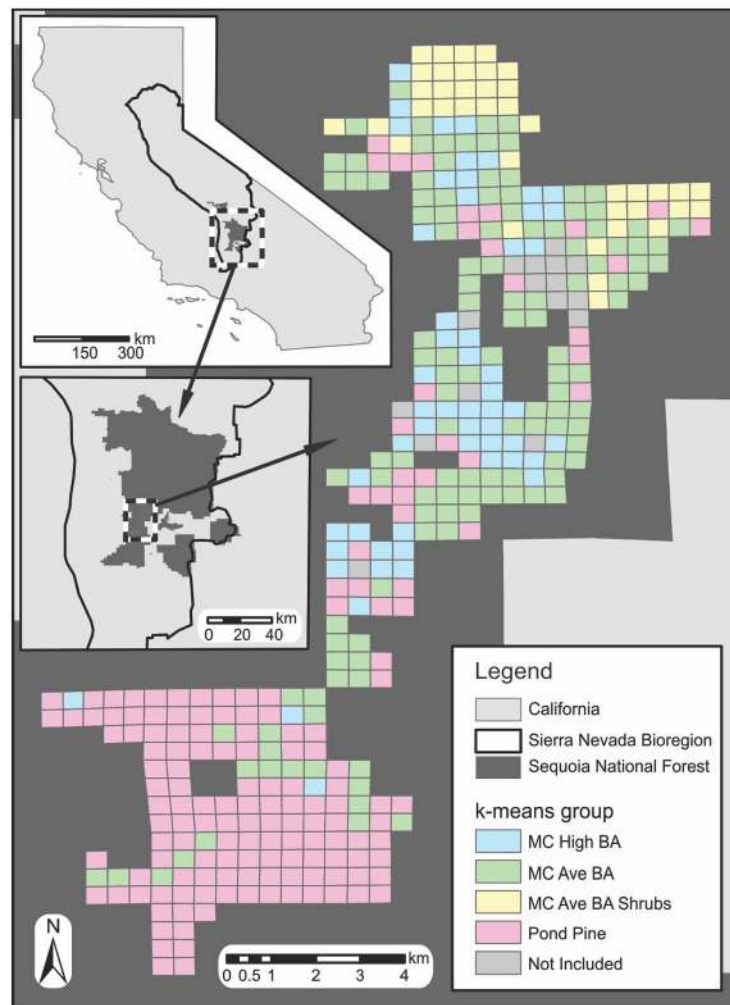 km
150 300
km
0 20 40
Legend
California
Sierra Nevada Bioregion
Sequoia National Forest
k-means group
MC High BA
MC Ave BA
MC Ave BA Shrubs
Pond Pine
Not Included
N
km
0 0.5 1 2 3 4